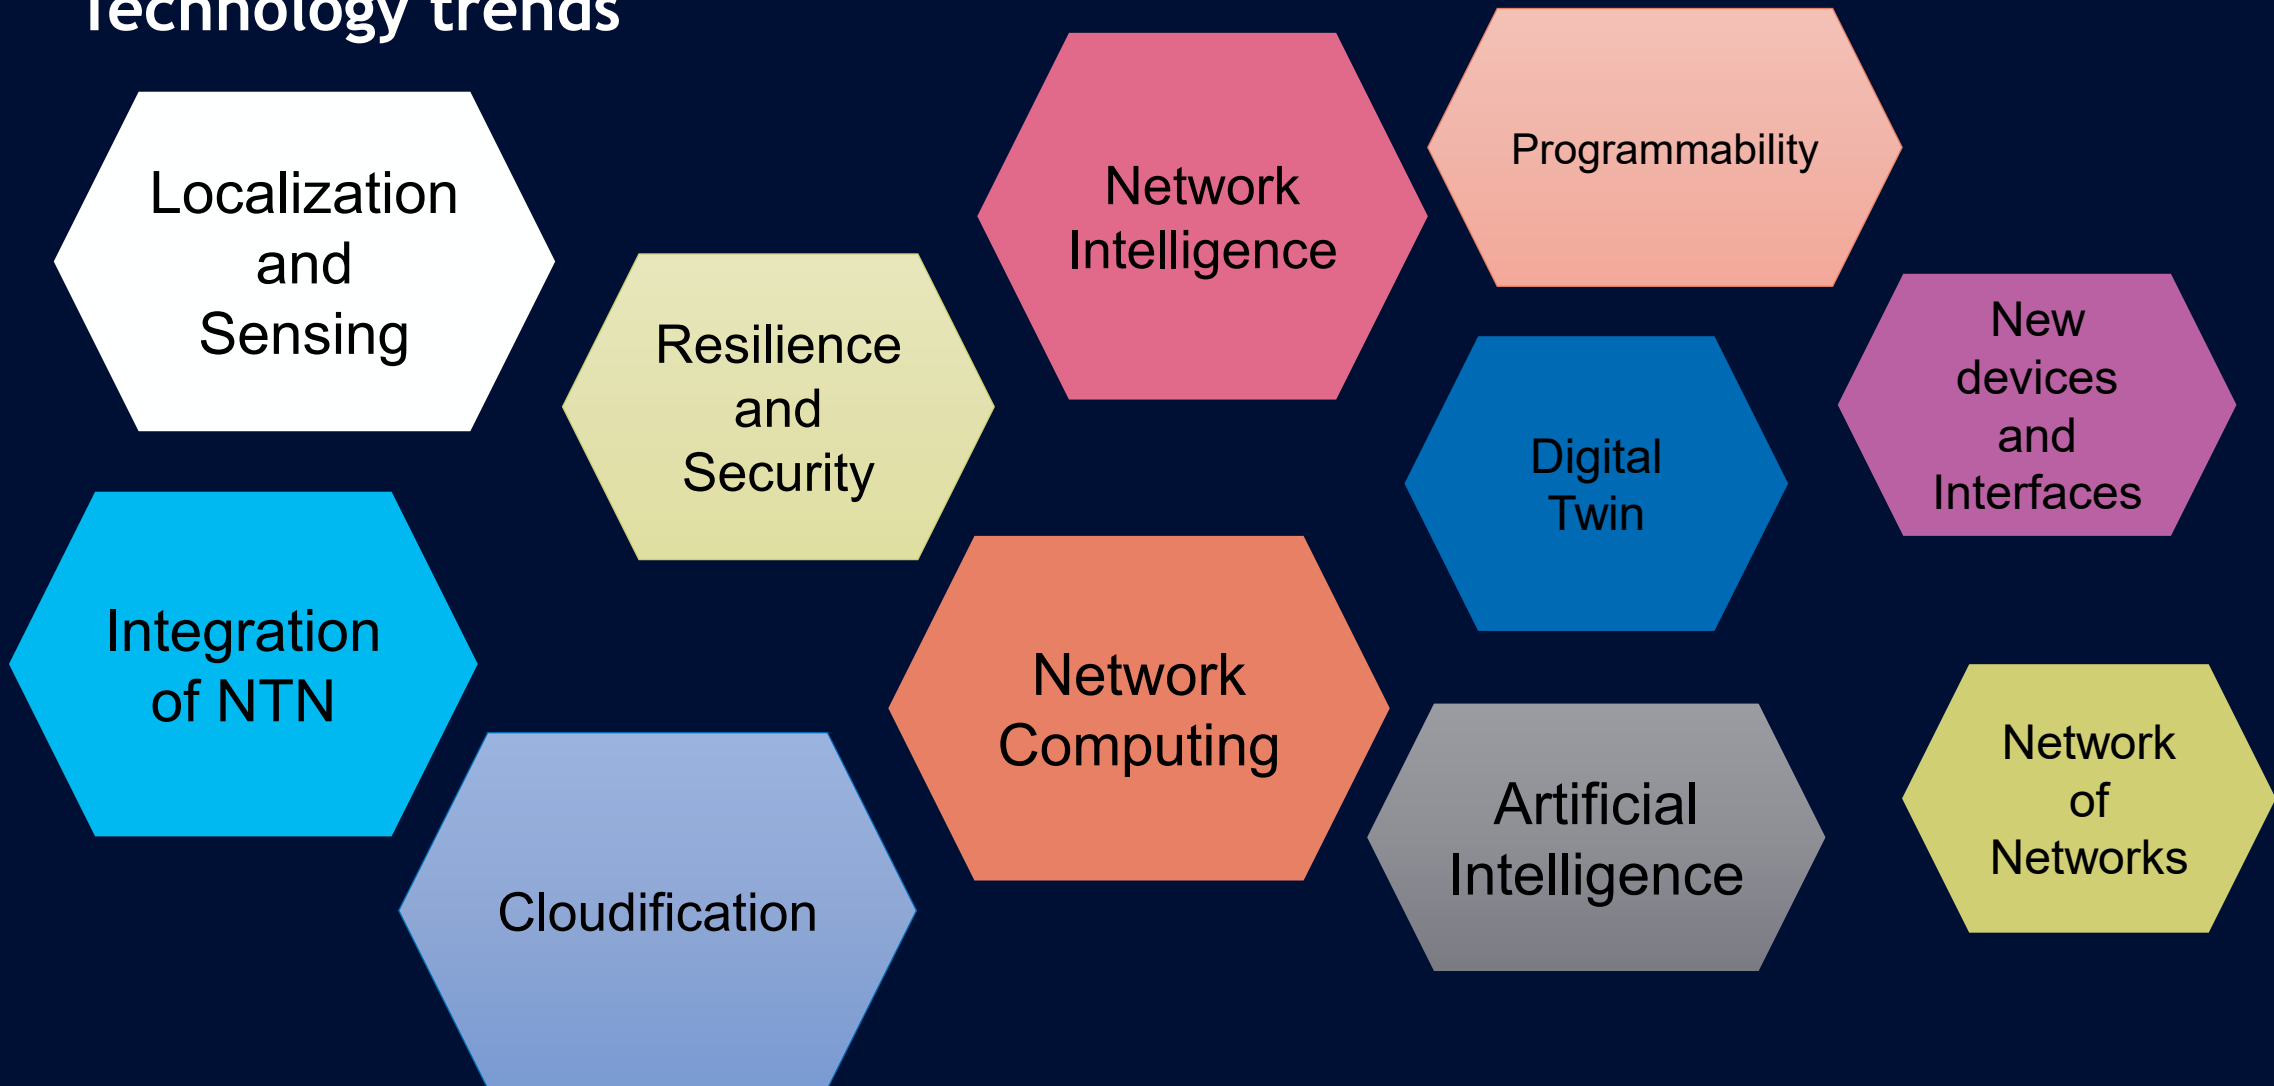 Technology trends
Localization
and
Sensing
Resilience
and
Security
Network
Intelligence
Programmability
New
devices
and
Interfaces
Digital
Twin
Integration
of NTN
Network
Computing
Cloudification
Artificial
Intelligence
Network
of
Networks